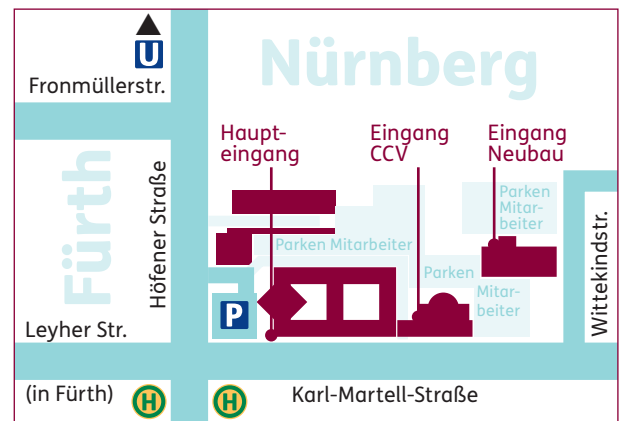 U
Nürnberg
Fronmüllerstr.
Haupt-
eingang
Eingang
CCV
Eingang
Neubau
Fürth
Höfener Straße
Parken
Mitar-
beiter
Parken Mitarbeiter
Parken
Mitar-
beiter
Wittekindstr.
P
Leyher Str.
(in Fürth)
H
H
Karl-Martell-Straße